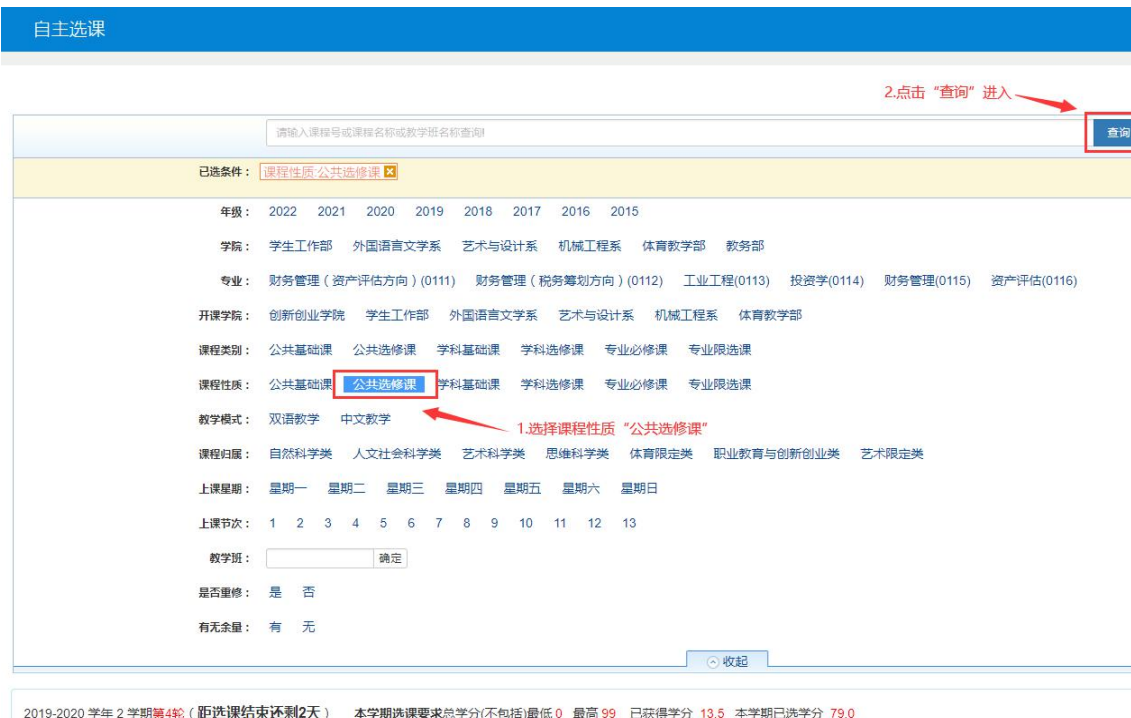 自主选课
2.点击“查询”进入
请输入课程号或课程名称或教学班名称查询! 查询
已选条件： 课程性质:公共选修课
年级： 2022 2021 2020 2019 2018 2017 2016 2015
学院： 学生工作部 外国语言文学系 艺术与设计系 机械工程系 体育教学部 教务部
专业： 财务管理（资产评估方向）(0111) 财务管理（税务筹划方向）(0112) 工业工程(0113) 投资学(0114) 财务管理(0115) 资产评估(0116)
开课学院： 创新创业学院 学生工作部 外国语言文学系 艺术与设计系 机械工程系 体育教学部
课程类别： 公共基础课 公共选修课 学科基础课 学科选修课 专业必修课 专业限选课
课程性质： 公共基础课 公共选修课 学科基础课 学科选修课 专业必修课 专业限选课
教学模式： 双语教学 中文教学
1.选择课程性质“公共选修课”
课程归属： 自然科学类 人文社会科学类 艺术科学类 思维科学类 体育限定类 职业教育与创新创业类 艺术限定类
上课星期： 星期一 星期二 星期三 星期四 星期五 星期六 星期日
上课节次： 1 2 3 4 5 6 7 8 9 10 11 12 13
教学班： 确定
是否重修： 是 否
有无余量： 有 无
收起
2019-2020 学年 2 学期第4轮（距选课结束还剩2天） 本学期选课要求总学分(不包括)最低 0 最高 99 已获得学分 13.5 本学期已选学分 79.0